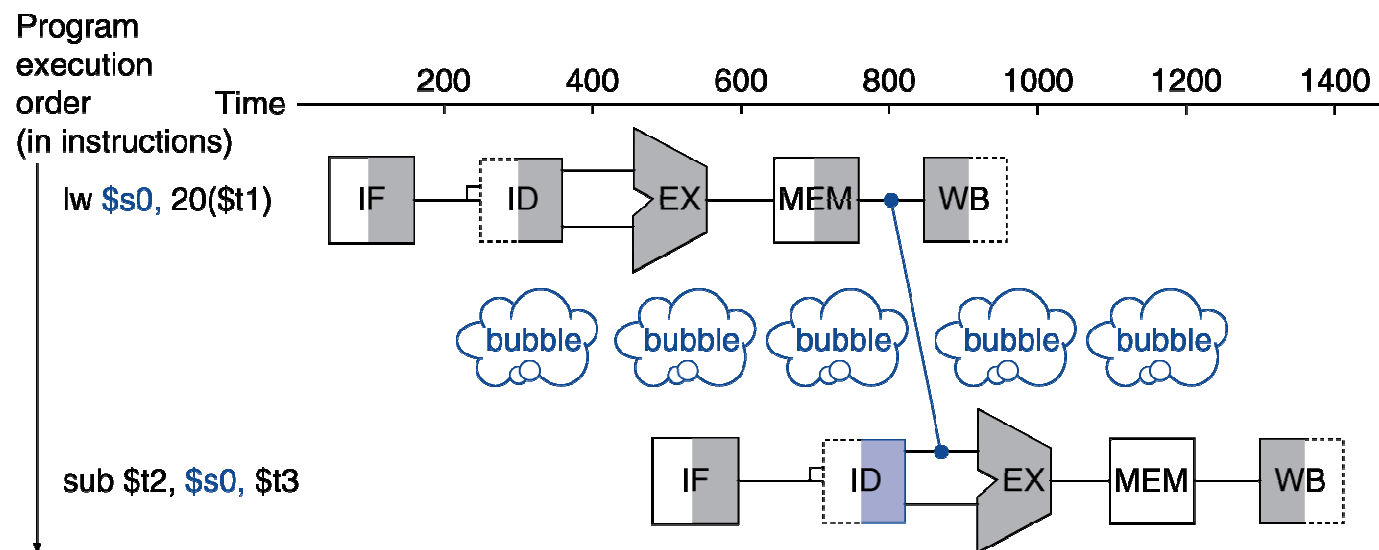 Program
execution
order
(in instructions)
Time
200 400 600 800 1000 1200 1400
lw $s0, 20($t1)
IF ID EX MEM WB
bubble bubble bubble bubble bubble
sub $t2, $s0, $t3
IF ID EX MEM WB